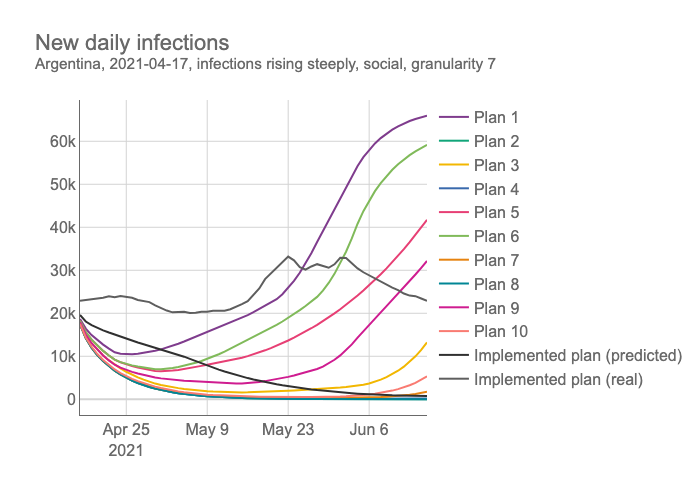 New daily infections
Argentina, 2021-04-17, infections rising steeply, social, granularity 7
60k
50k
40k
30k
20k
10k
0
Apr 25
2021
May 9
May 23
Jun 6
Plan 1
Plan 2
Plan 3
Plan 4
Plan 5
Plan 6
Plan 7
Plan 8
Plan 9
Plan 10
Implemented plan (predicted)
Implemented plan (real)